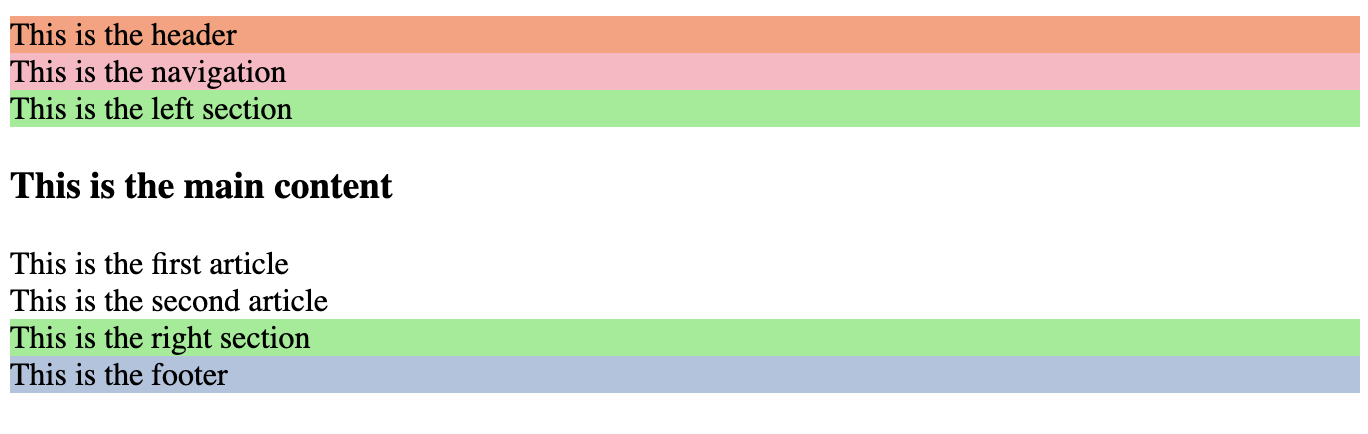 This is the header
This is the navigation
This is the left section
This is the main content
This is the first article
This is the second article
This is the right section
This is the footer